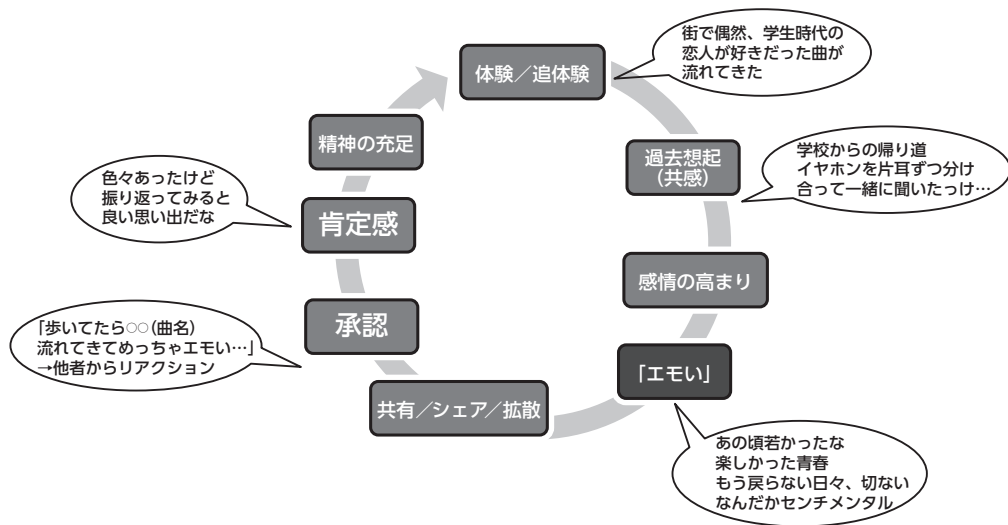 体験／追体験
街で偶然、学生時代の
恋人が好きだった曲が
流れてきた
過去想起
(共感)
学校からの帰り道
イヤホンを片耳ずつ分け
合って一緒に聞いたっけ…
感情の高まり
「エモい」
あの頃若かったな
楽しかった青春
もう戻らない日々、切ない
なんだかセンチメンタル
共有／シェア／拡散
承認
「歩いてたら○○(曲名)
流れてきてめっちゃエモい…」
→他者からリアクション
肯定感
色々あったけど
振り返ってみると
良い思い出だな
精神の充足